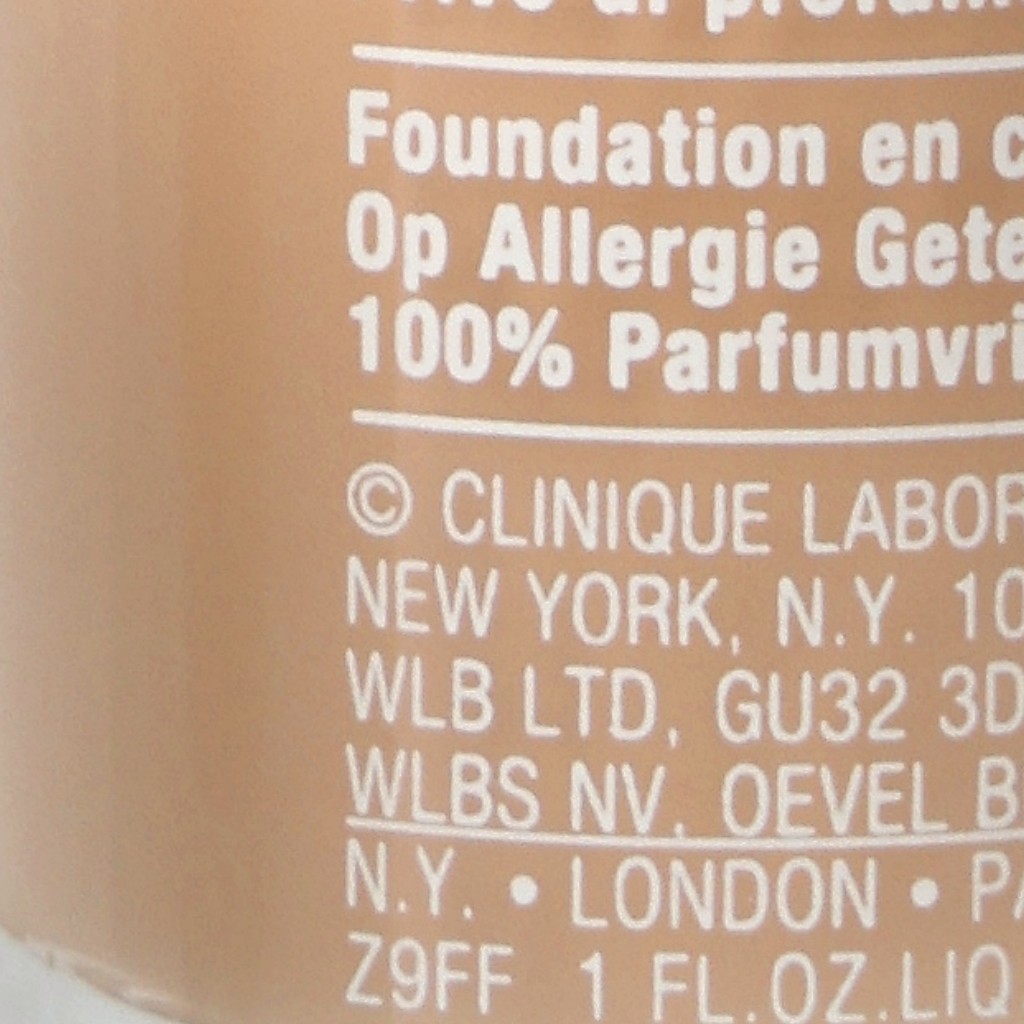 Foundation en
Op Allergie Gete
100% Parfumvri
© CLINIQUE LABOR
NEW YORK, N.Y. 10
WLB LTD, GU32 3D
WLBS NV. OEVEL B
N.Y. • LONDON • PA
Z9FF 1 FL.OZ.LIQ.